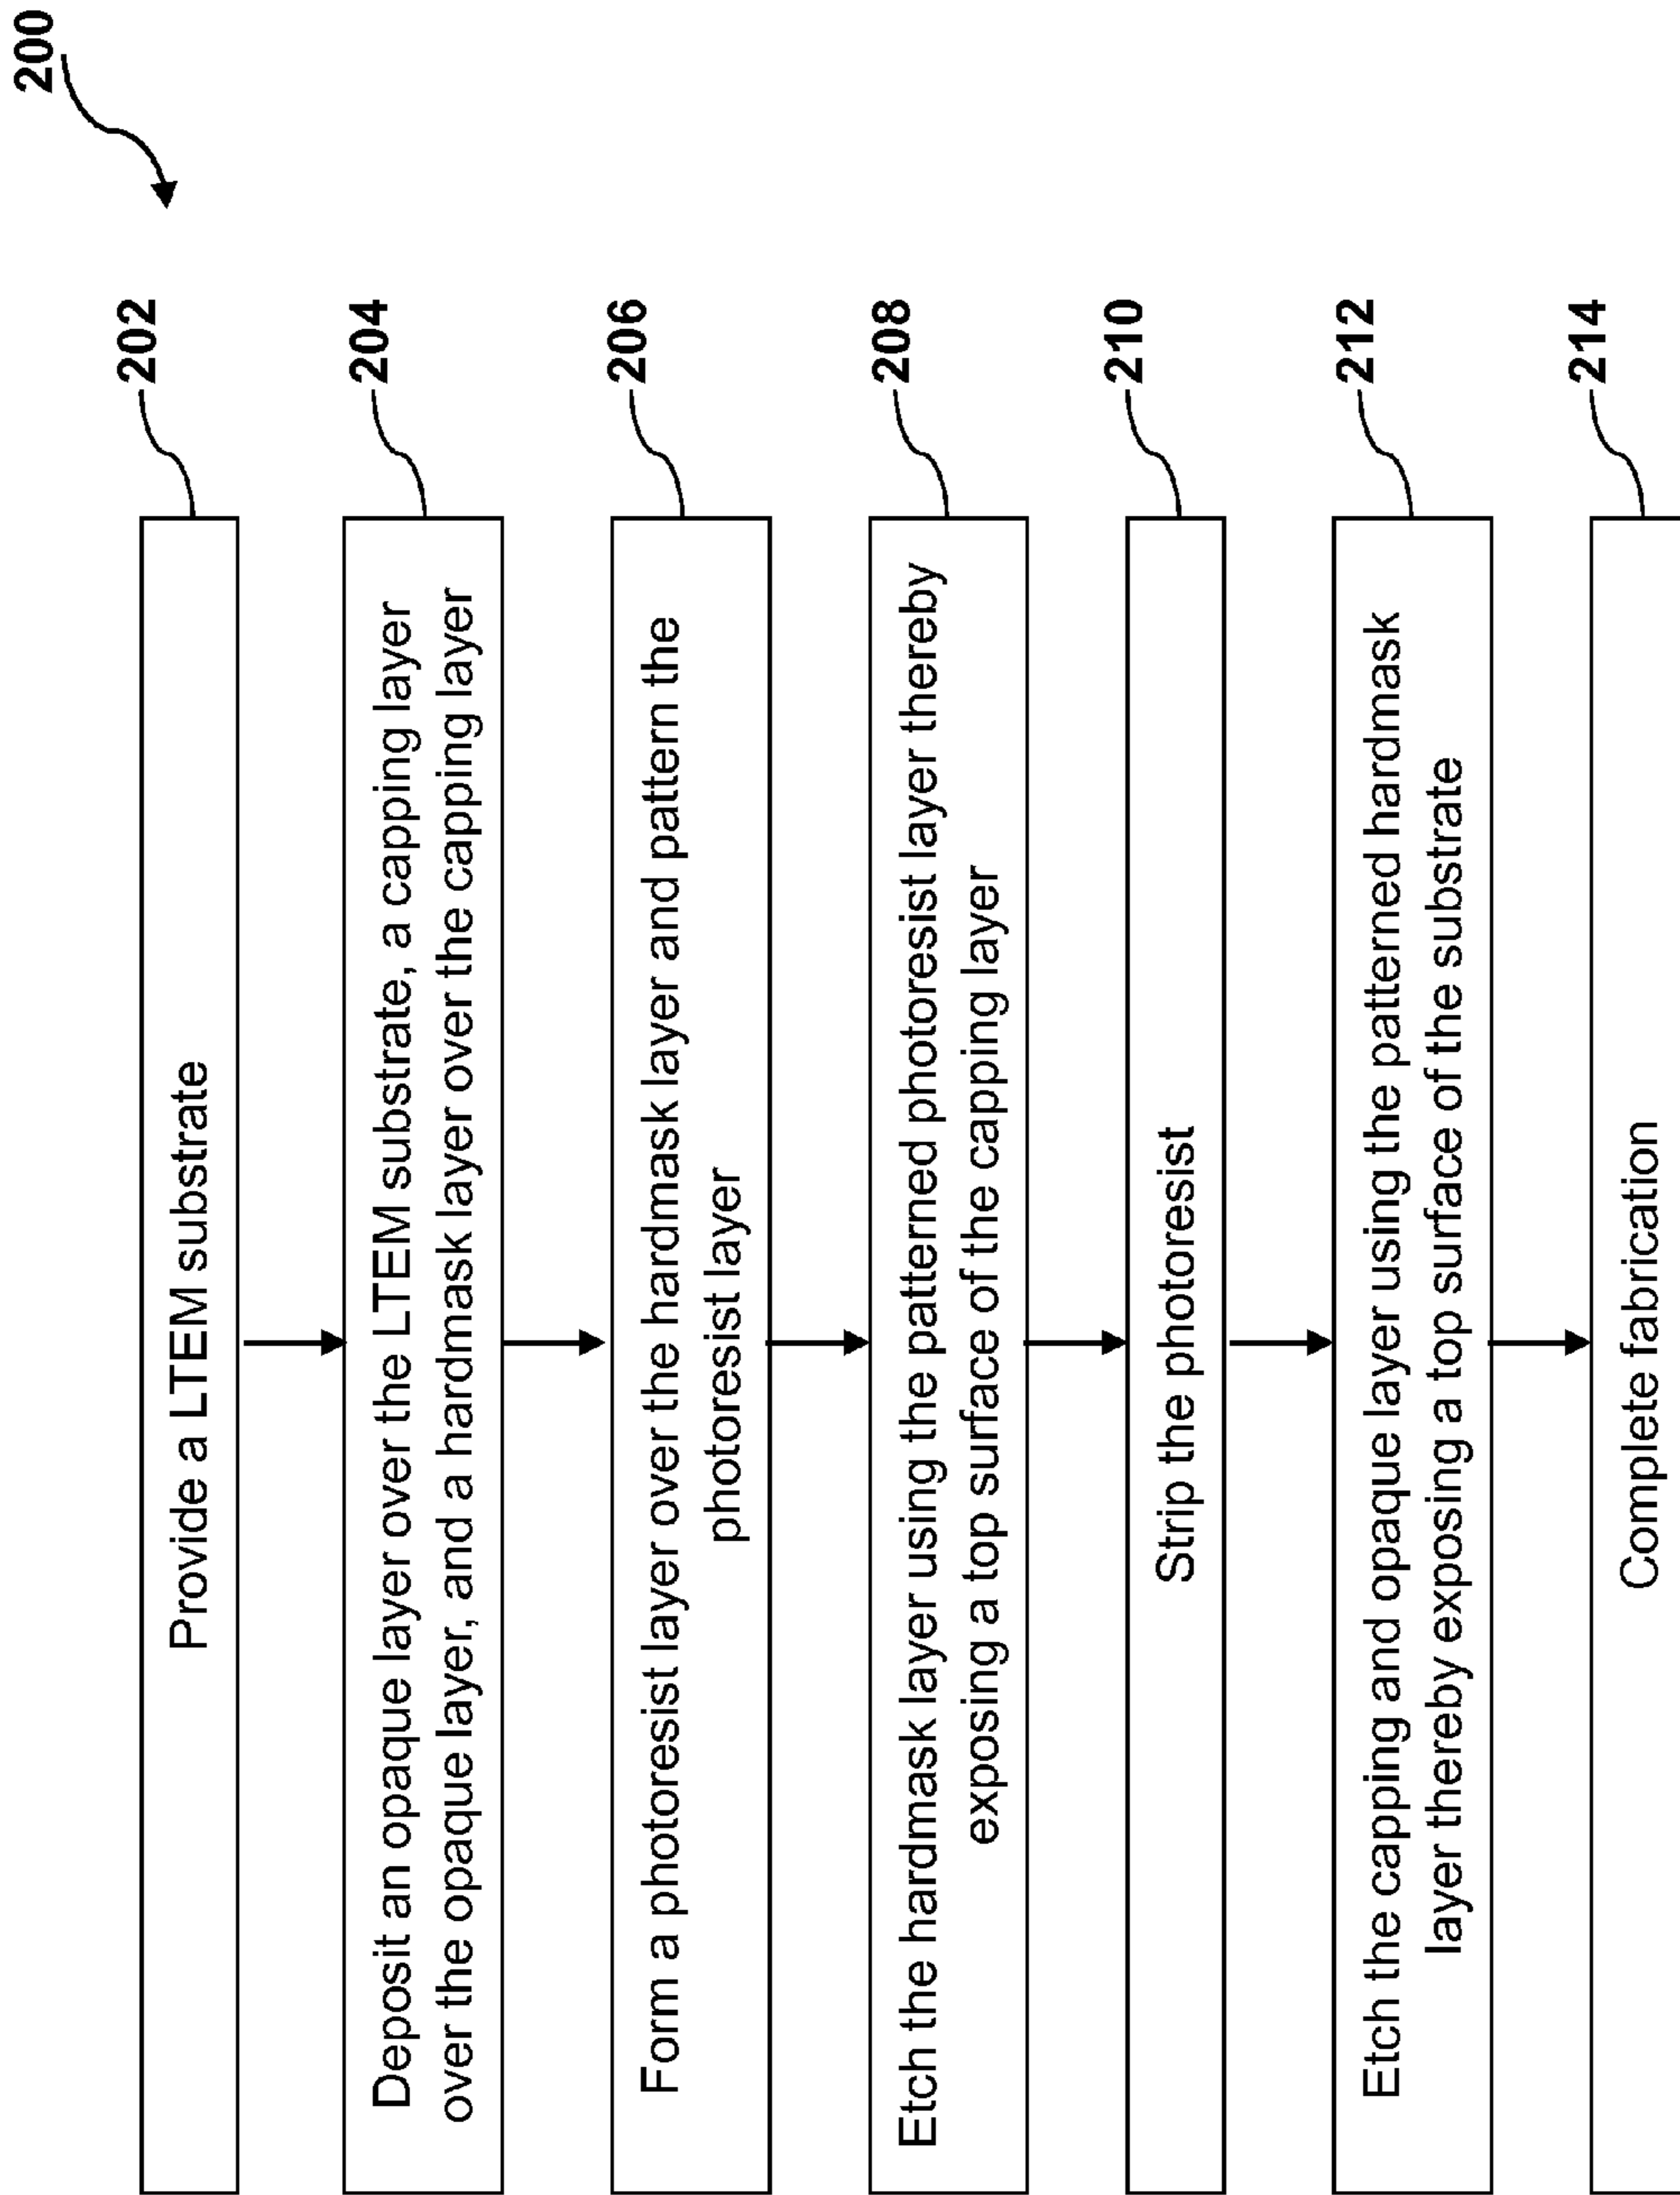 200
202
Provide a LTEM substrate
204
Deposit an opaque layer over the LTEM substrate, a capping layer
over the opaque layer, and a hardmask layer over the capping layer
206
Form a photoresist layer over the hardmask layer and pattern the
photoresist layer
208
Etch the hardmask layer using the patterned photoresist layer thereby
exposing a top surface of the capping layer
210
Strip the photoresist
212
Etch the capping and opaque layer using the patterned hardmask
layer thereby exposing a top surface of the substrate
214
Complete fabrication